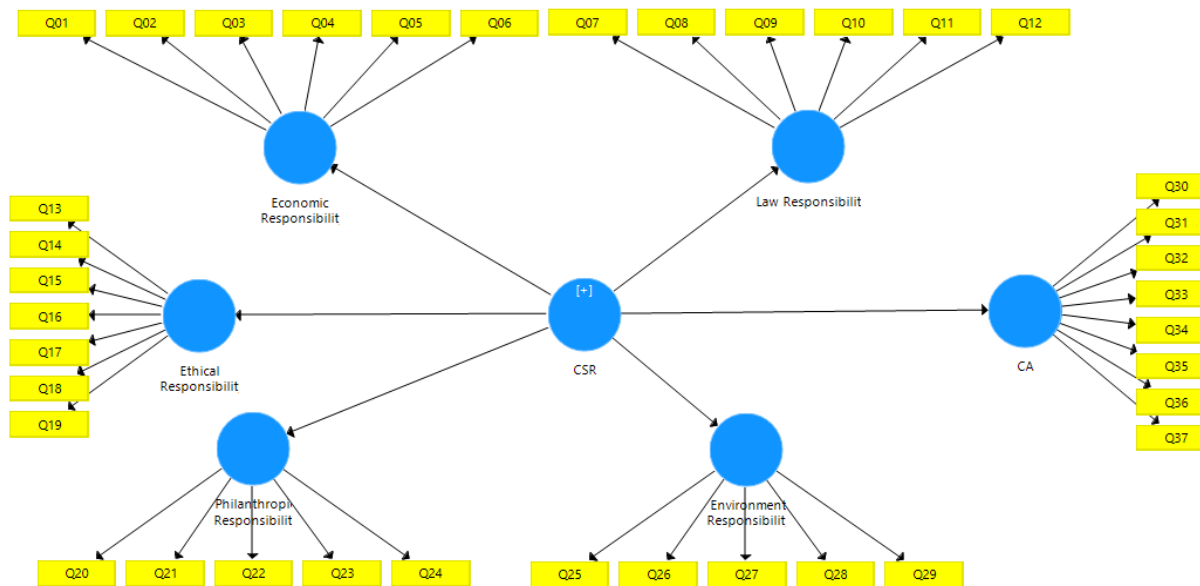 Q01
Q02
Q03
Q04
Q05
Q06
Q07
Q08
Q09
Q10
Q11
Q12
Economic
Responsibilit
Law Responsibilit
Q13
Q14
Q15
Q16
Q17
Q18
Q19
Ethical
Responsibilit
[+]
CSR
CA
Q30
Q31
Q32
Q33
Q34
Q35
Q36
Q37
Philanthropi
Responsibilit
Environment
Responsibilit
Q20
Q21
Q22
Q23
Q24
Q25
Q26
Q27
Q28
Q29